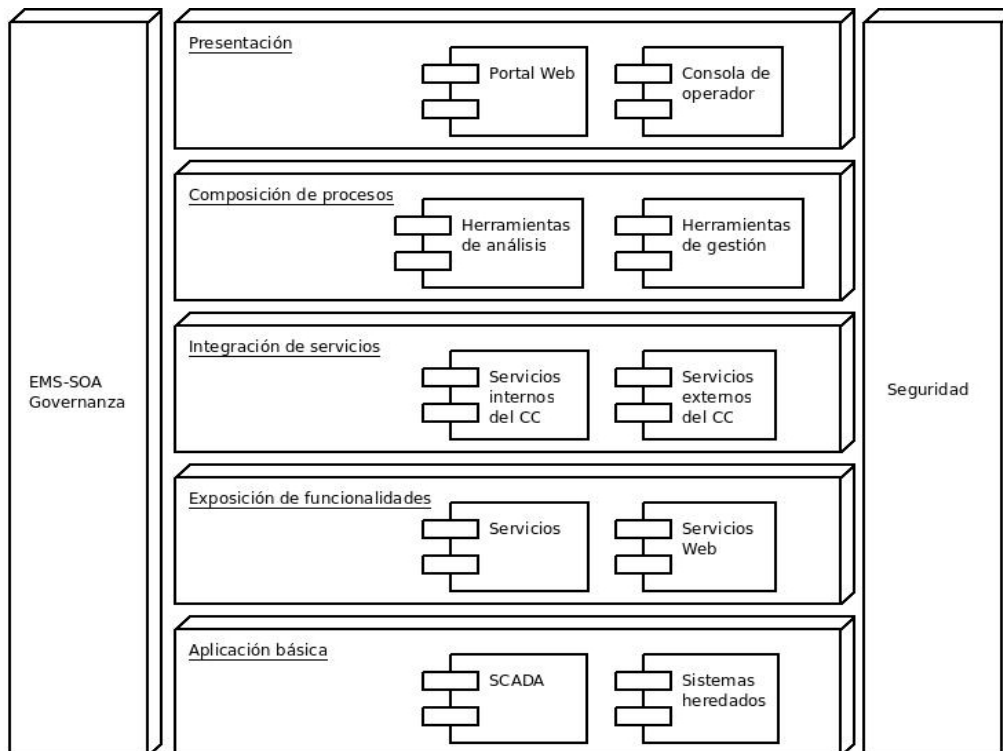 Presentación
Portal Web
Consola de
operador
Composición de procesos
Herramientas
de análisis
Herramientas
de gestión
Integración de servicios
Servicios
internos
del CC
Servicios
externos
del CC
EMS-SOA
Governanza
Seguridad
Exposición de funcionalidades
Servicios
Servicios
Web
Aplicación básica
SCADA
Sistemas
heredados